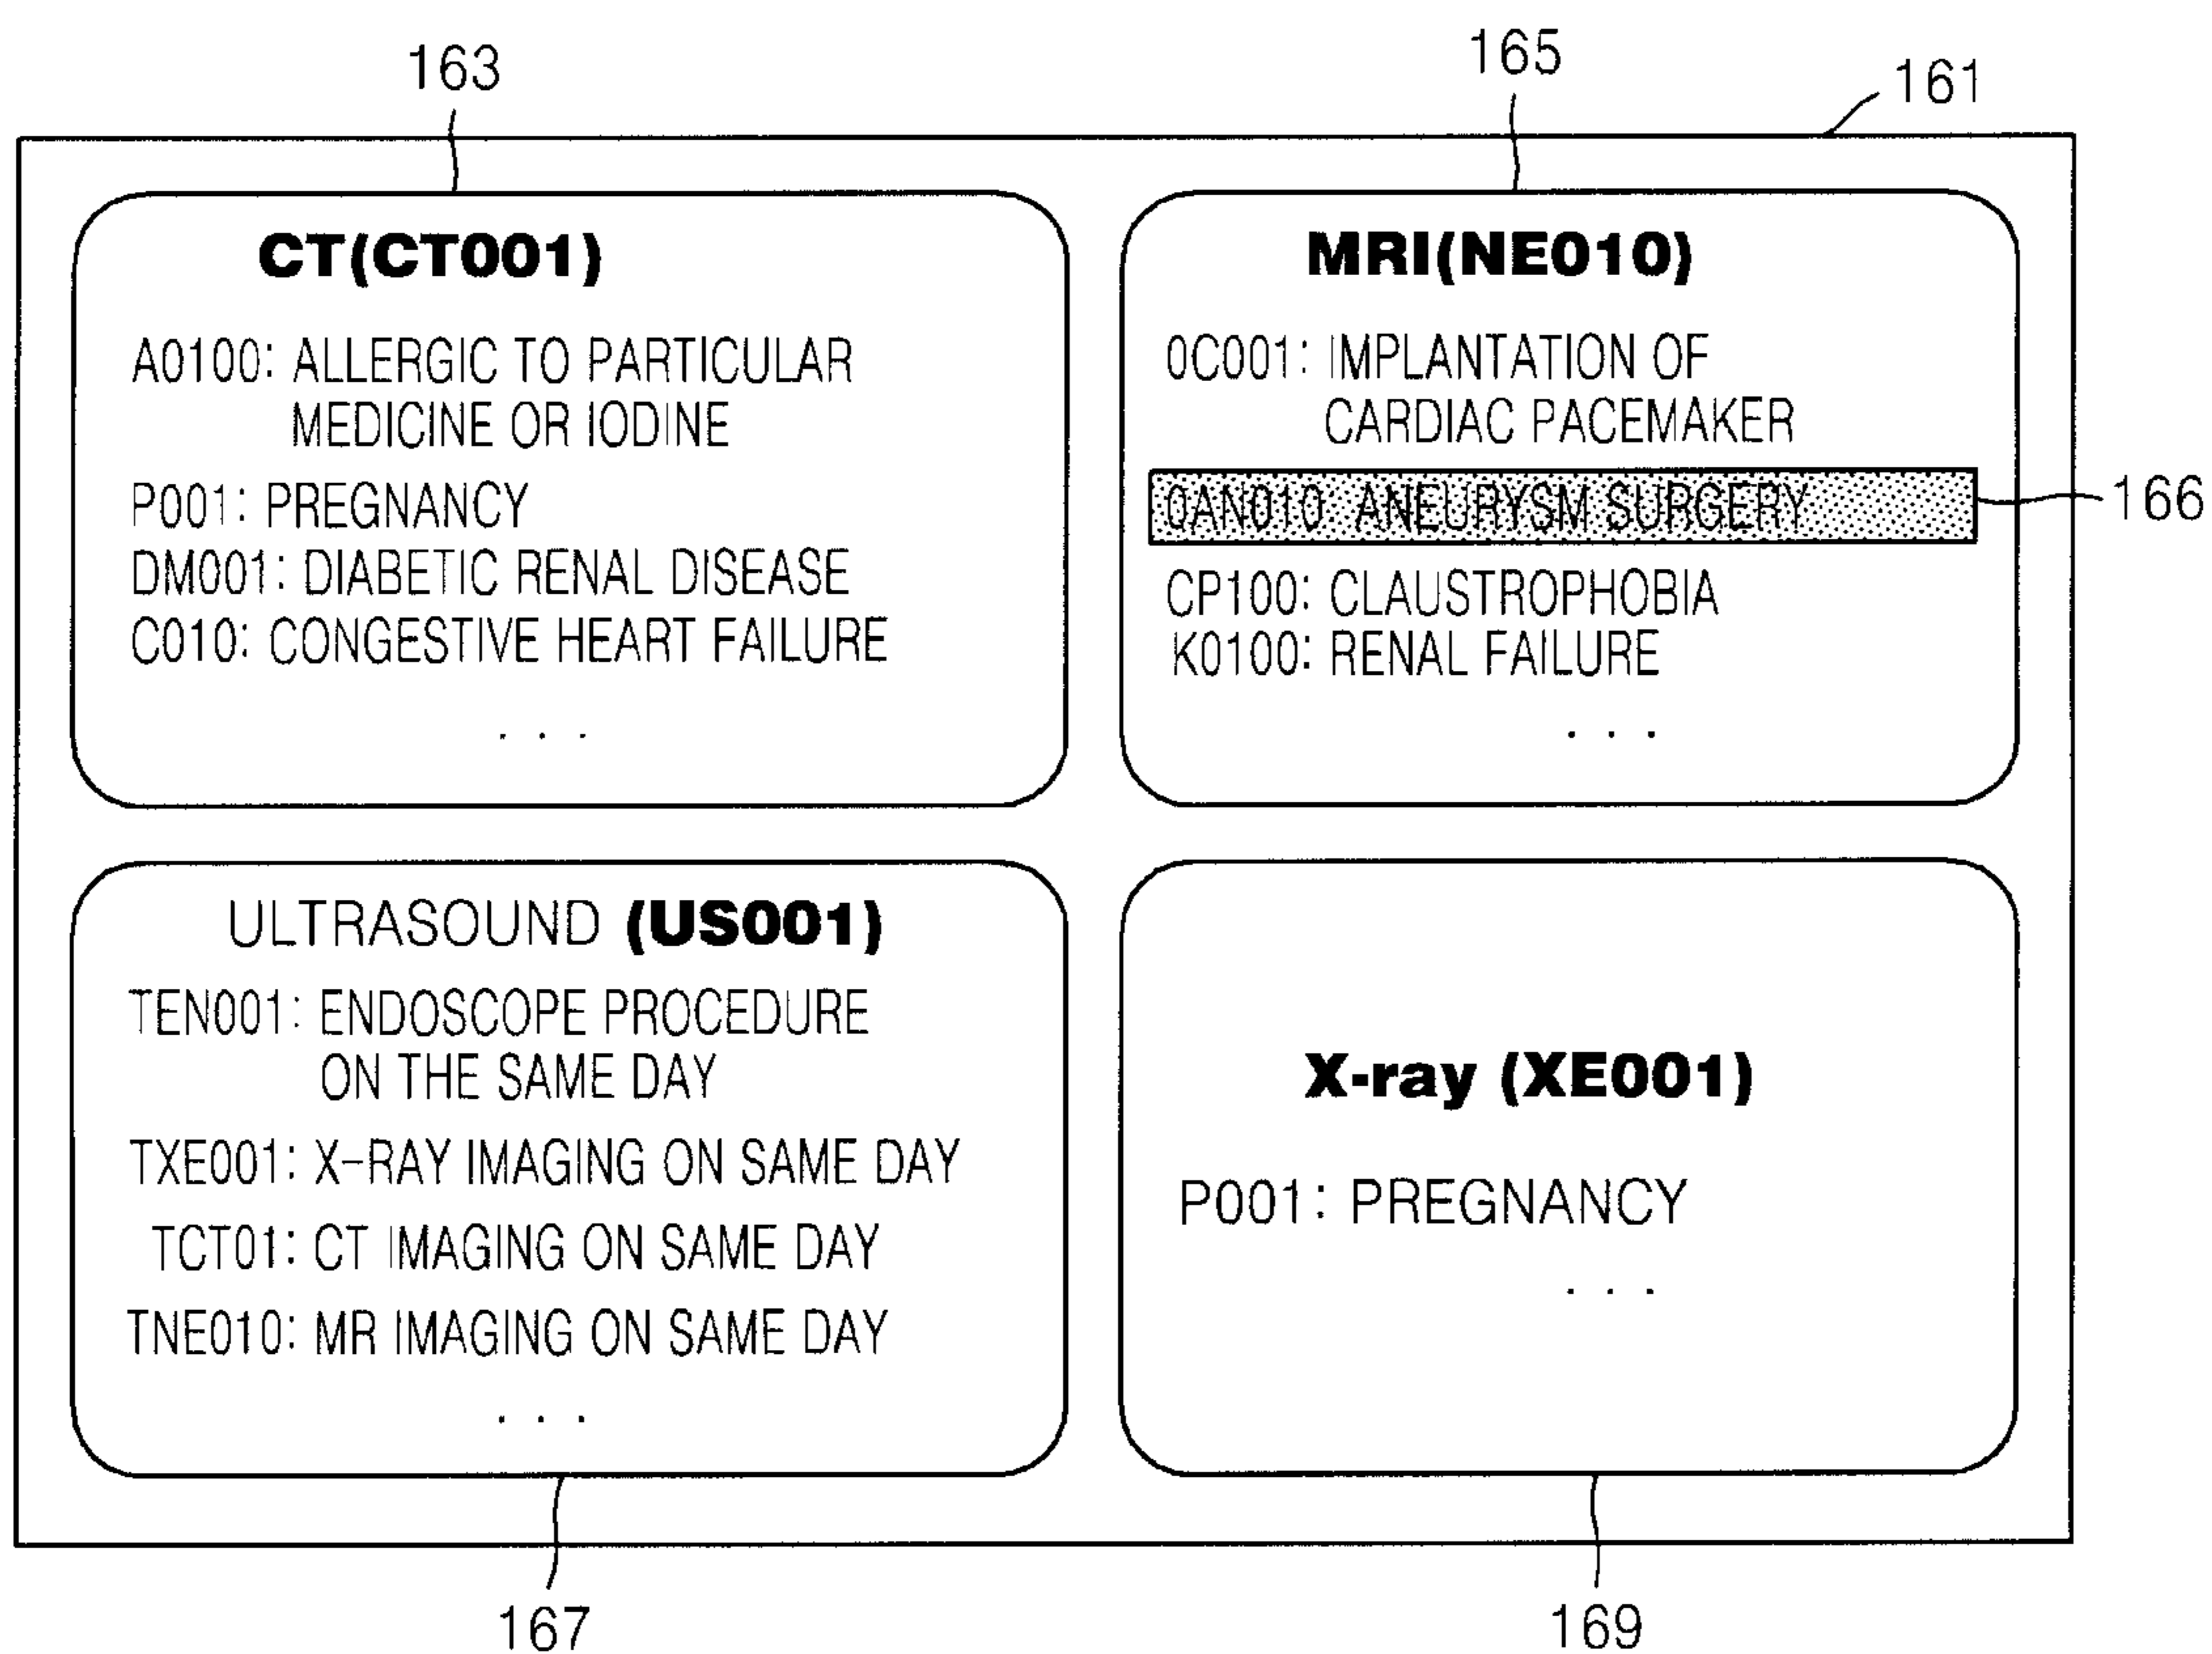 163
165
161
CT(CT001)
A0100: ALLERGIC TO PARTICULAR
MEDICINE OR IODINE
P001: PREGNANCY
DM001: DIABETIC RENAL DISEASE
C010: CONGESTIVE HEART FAILURE
. . .
MRI(NE010)
0C001: IMPLANTATION OF
CARDIAC PACEMAKER
0AN010: ANEURYSM SURGERY
166
CP100: CLAUSTROPHOBIA
K0100: RENAL FAILURE
. . .
ULTRASOUND (US001)
TEN001: ENDOSCOPE PROCEDURE
ON THE SAME DAY
TXE001: X-RAY IMAGING ON SAME DAY
TCT01: CT IMAGING ON SAME DAY
TNE010: MR IMAGING ON SAME DAY
. . .
X-ray (XE001)
P001: PREGNANCY
. . .
167
169